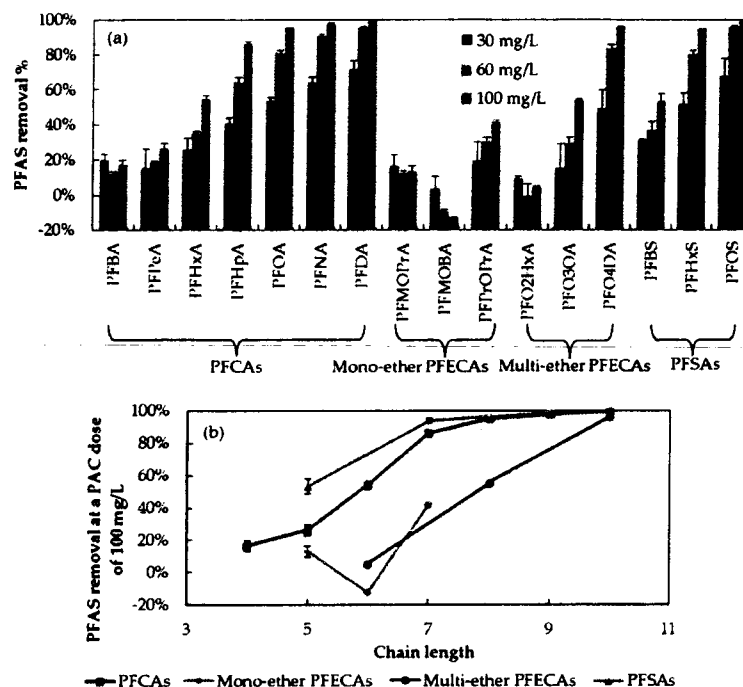 (a)
100%
80%
60%
40%
20%
0%
-20%
PFAS removal %
30 mg/L
60 mg/L
100 mg/L
PFBA
PFPeA
PFHxA
PFHpA
PFOA
PFNA
PFDA
PFMOPrA
PFMOBA
PFPrOPrA
PFO2HxA
PFO3OA
PFO4DA
PFBS
PFHxS
PFOS
PFCAs
Mono-ether PFECAs
Multi-ether PFECAs
PFSAs
(b)
100%
80%
60%
40%
20%
0%
-20%
PFAS removal at a PAC dose
of 100 mg/L
3
5
7
9
11
Chain length
PFCAs
Mono-ether PFECAs
Multi-ether PFECAs
PFSAs